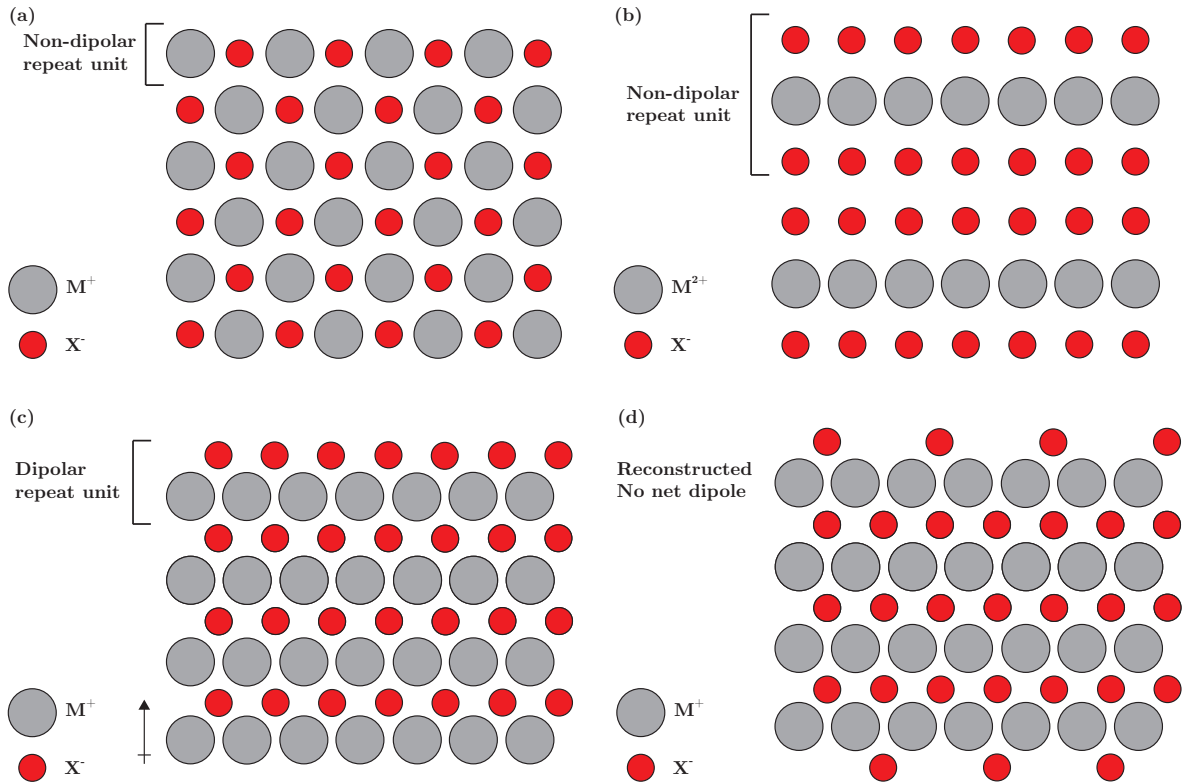 (a)
Non-dipolar
repeat unit
M⁺
X⁻
(b)
Non-dipolar
repeat unit
M²⁺
X⁻
(c)
Dipolar
repeat unit
M⁺
X⁻
(d)
Reconstructed
No net dipole
M⁺
X⁻